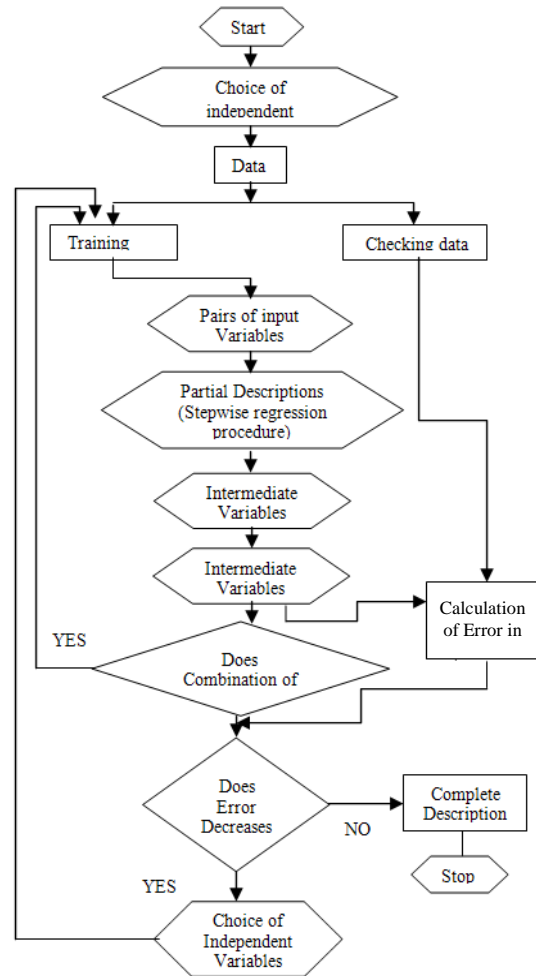 Start
Choice of
independent
Data
Training
Checking data
Pairs of input
Variables
Partial Descriptions
(Stepwise regression
procedure)
Intermediate
Variables
Intermediate
Variables
Calculation
of Error in
YES
Does
Combination of
Does
Error
Decreases
NO
Complete
Description
Stop
YES
Choice of
Independent
Variables